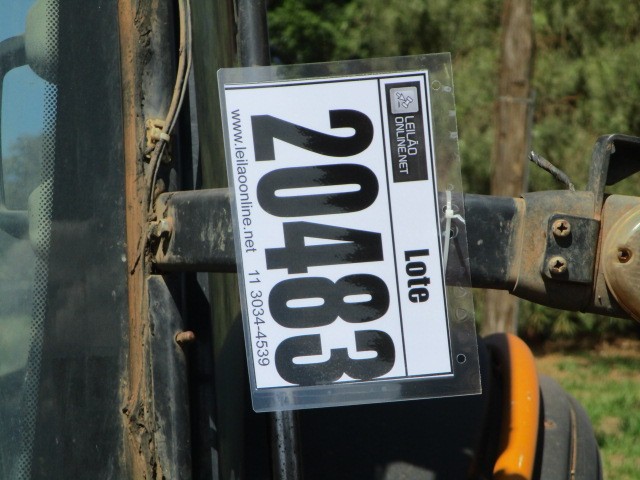 LEILÃO
ONLINE.NET
Lote
20483
www.leilaoonline.net 11 3034-4539